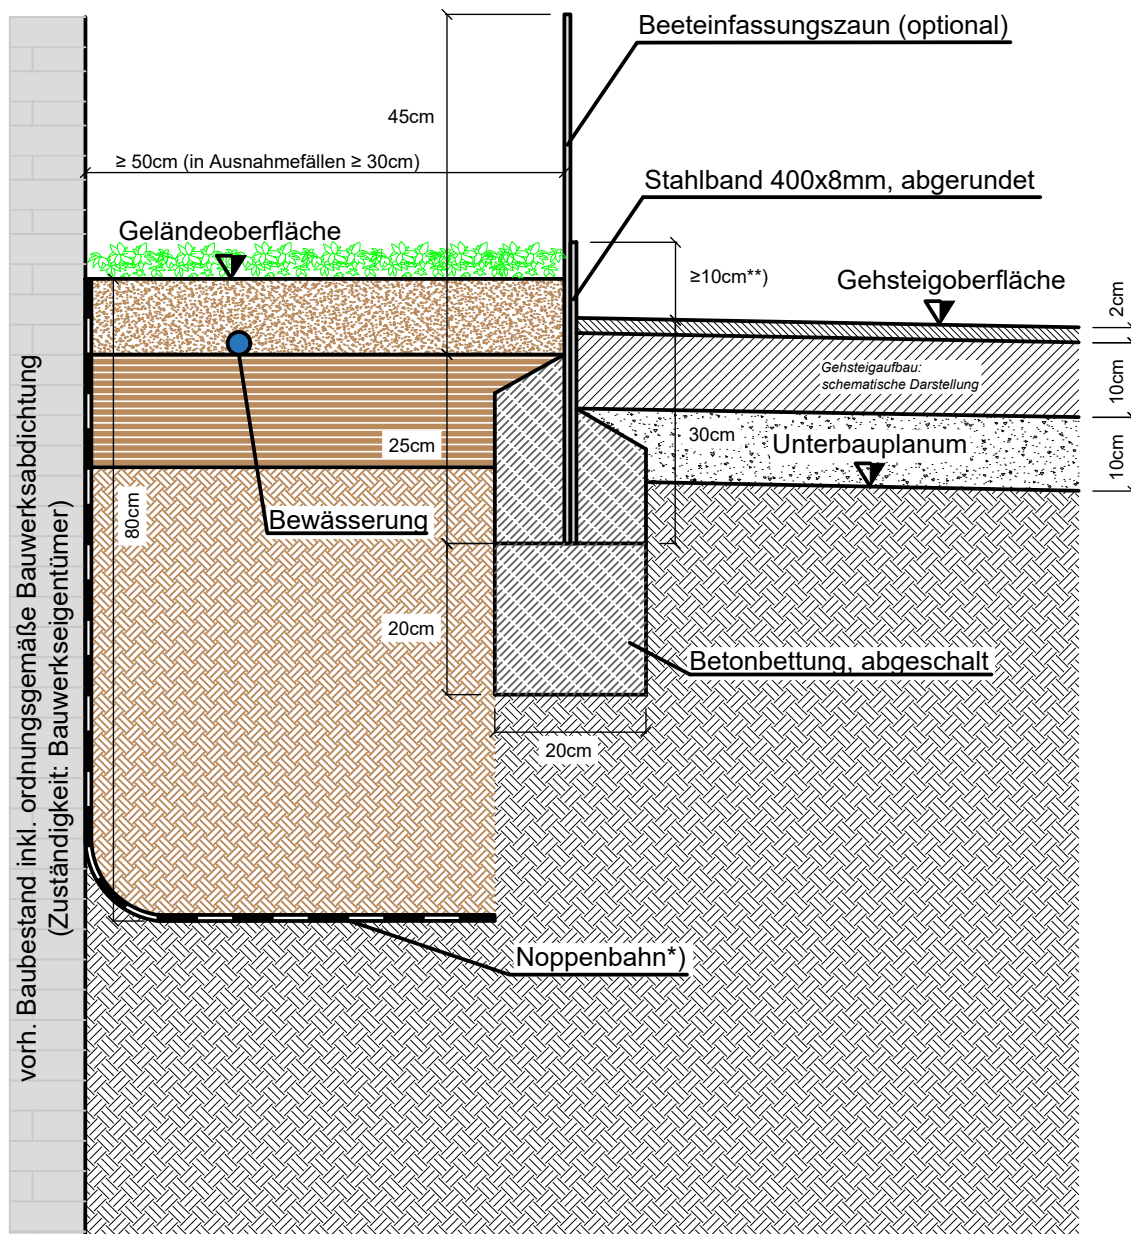 Beeteinfassungszaun (optional)
45cm
≥ 50cm (in Ausnahmefällen ≥ 30cm)
Stahlband 400x8mm, abgerundet
Geländeoberfläche
≥10cm**)
Gehsteigoberfläche
2cm
Gehsteigaufbau:
schematische Darstellung
10cm
25cm
30cm
Unterbauplanum
10cm
80cm
Bewässerung
20cm
Betonbettung, abgeschalt
20cm
Noppenbahn*)
vorh. Baubestand inkl. ordnungsgemäße Bauwerksabdichtung
(Zuständigkeit: Bauwerkseigentümer)